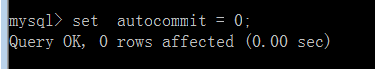 mysql> set  autocommit = 0;
Query OK, 0 rows affected (0.00 sec)